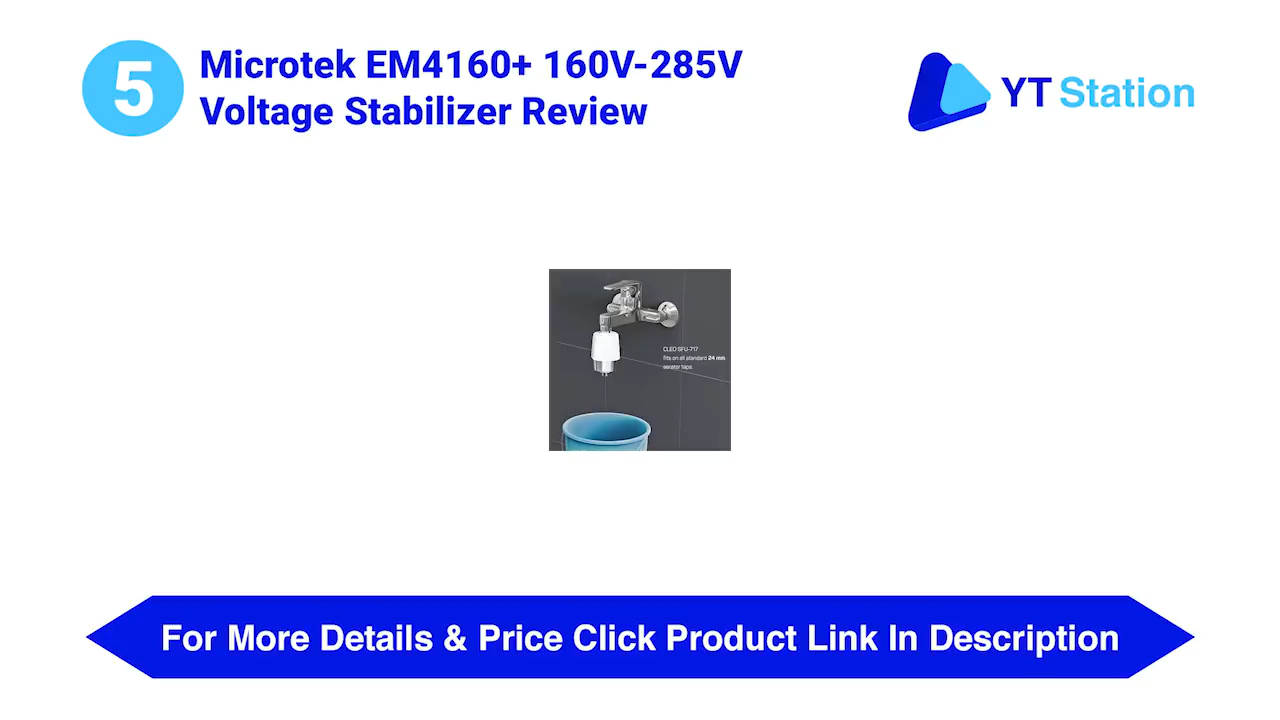 5
Microtek EM4160+ 160V-285V
Voltage Stabilizer Review
YT Station
CLEO SFU-717
fits on all standard 24 mm
aerator taps.
For More Details & Price Click Product Link In Description